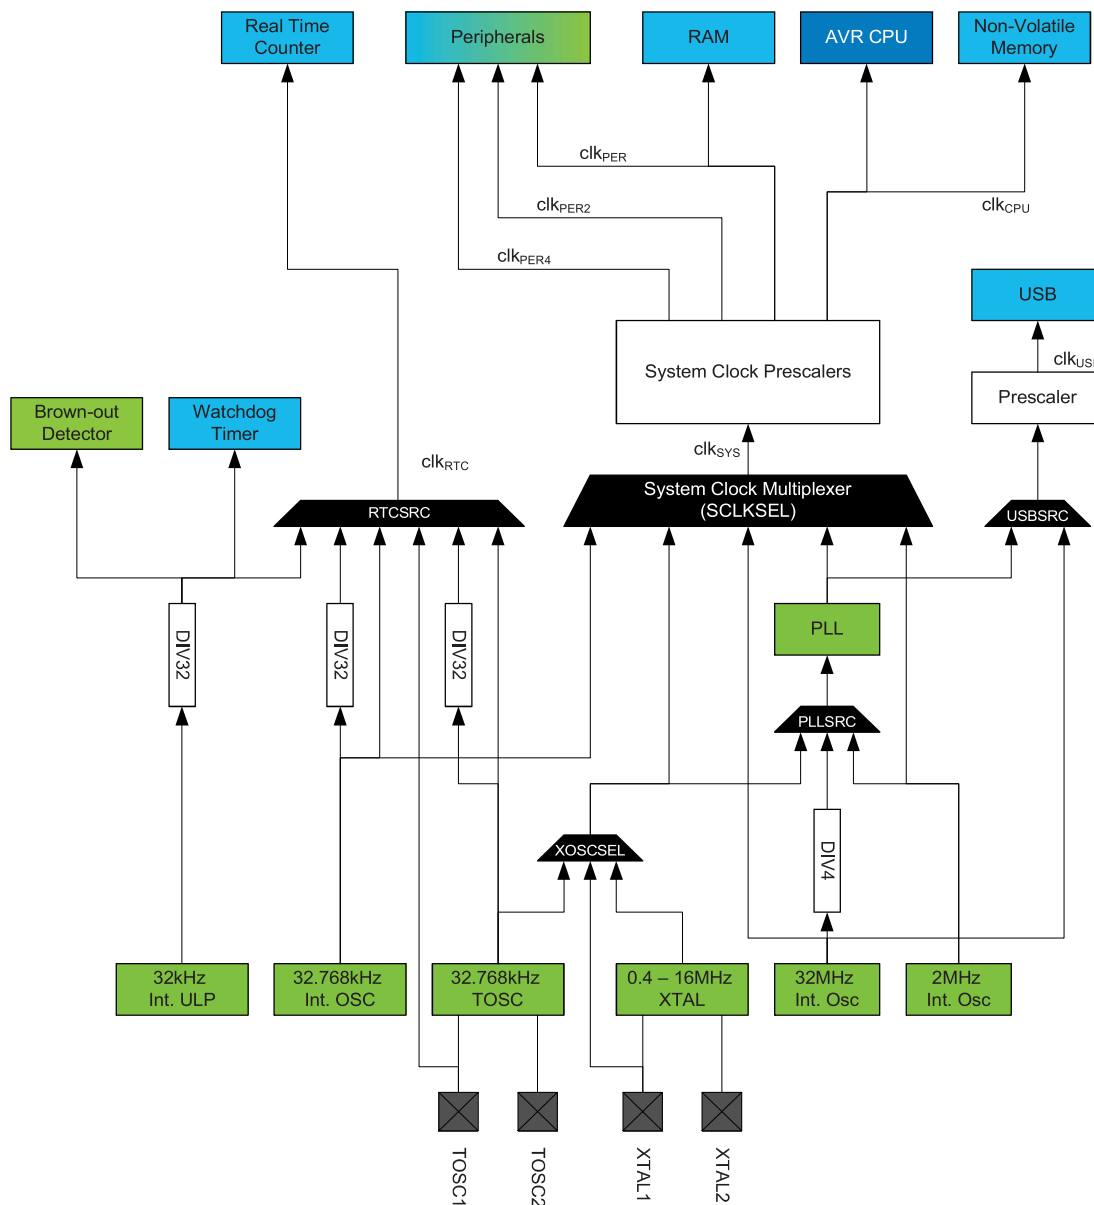 Real Time
Counter
Peripherals
RAM
AVR CPU
Non-Volatile
Memory
clkPER
clkPER2
clkCPU
clkPER4
USB
System Clock Prescalers
clkUS
Prescaler
Brown-out
Detector
Watchdog
Timer
clkSYS
clkRTC
System Clock Multiplexer
(SCLKSEL)
RTCSRC
USBSRC
DIV32
DIV32
DIV32
PLL
PLLSRC
XOSCSEL
DIV4
32kHz
Int. ULP
32.768kHz
Int. OSC
32.768kHz
TOSC
0.4 – 16MHz
XTAL
32MHz
Int. Osc
2MHz
Int. Osc
TOSC1
TOSC2
XTAL1
XTAL2